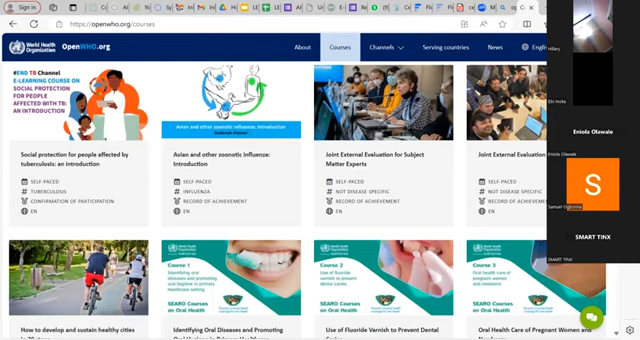 Sign in
https://openwho.org/courses
World Health
Organization
OpenWHO.org
About
Courses
Channels
Serving countries
News
Hillary
#END TB Channel
E-LEARNING COURSE ON
SOCIAL PROTECTION
FOR PEOPLE
AFFECTED WITH TB:
AN INTRODUCTION
Avian and other zoonotic influenza: Introduction
Social protection for people affected by
tuberculosis: an introduction
SELF-PACED
TUBERCULOSIS
CONFIRMATION OF PARTICIPATION
EN
Avian and other zoonotic influenza:
Introduction
SELF-PACED
INFLUENZA
RECORD OF ACHIEVEMENT
EN
Joint External Evaluation for Subject
Matter Experts
SELF-PACED
NOT DISEASE SPECIFIC
RECORD OF ACHIEVEMENT
EN
Joint External Evaluation
SELF-PACED
NOT DISEASE SPECIFIC
RECORD OF ACHIEVEME
EN
Eniola Olawale
Eniola Olawale
S
Samuel Ogbonna
SMART TINX
SMART TINX
How to develop and sustain healthy cities
Course 1
Identifying Oral diseases and
promoting oral hygiene in primary
healthcare setting
SEARO Courses
on Oral Health
Identifying Oral Diseases and Promoting
Course 2
Use of fluoride
varnish to prevent
dental caries
SEARO Courses
on Oral Health
Use of Fluoride Varnish to Prevent Dental
Course 3
Oral health care of
pregnant women
and newborns
SEARO Courses
on Oral Health
Oral Health Care of Pregnant Women and